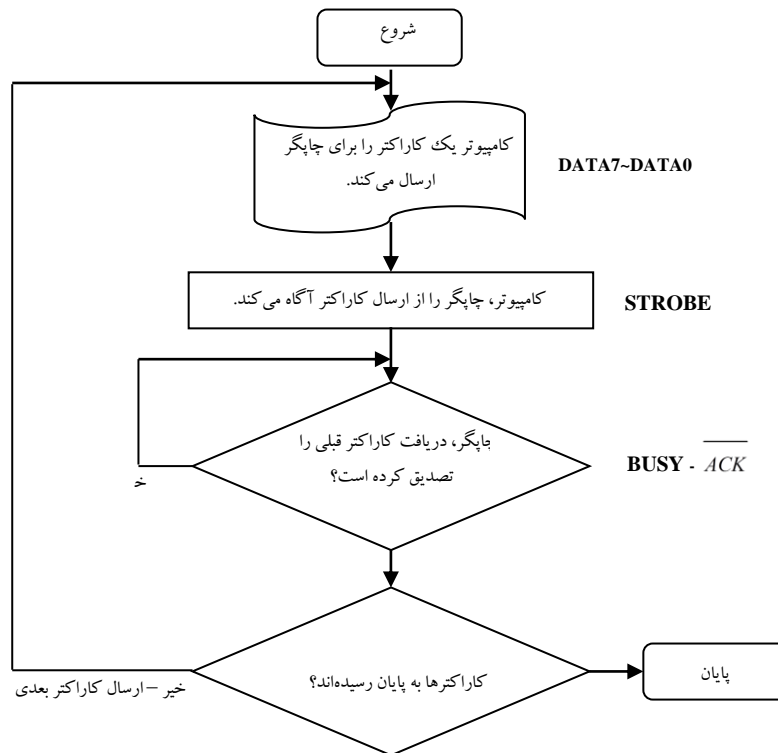 شروع
کامپیوتر یک کاراکتر را برای چاپگر
ارسال می‌کند.
DATA7~DATA0
کامپیوتر، چاپگر را از ارسال کاراکتر آگاه می‌کند.
STROBE
چاپگر، دریافت کاراکتر قبلی را
تصدیق کرده است؟
BUSY - ACK
خ
کاراکترها به پایان رسیده‌اند؟
پایان
خیر – ارسال کاراکتر بعدی